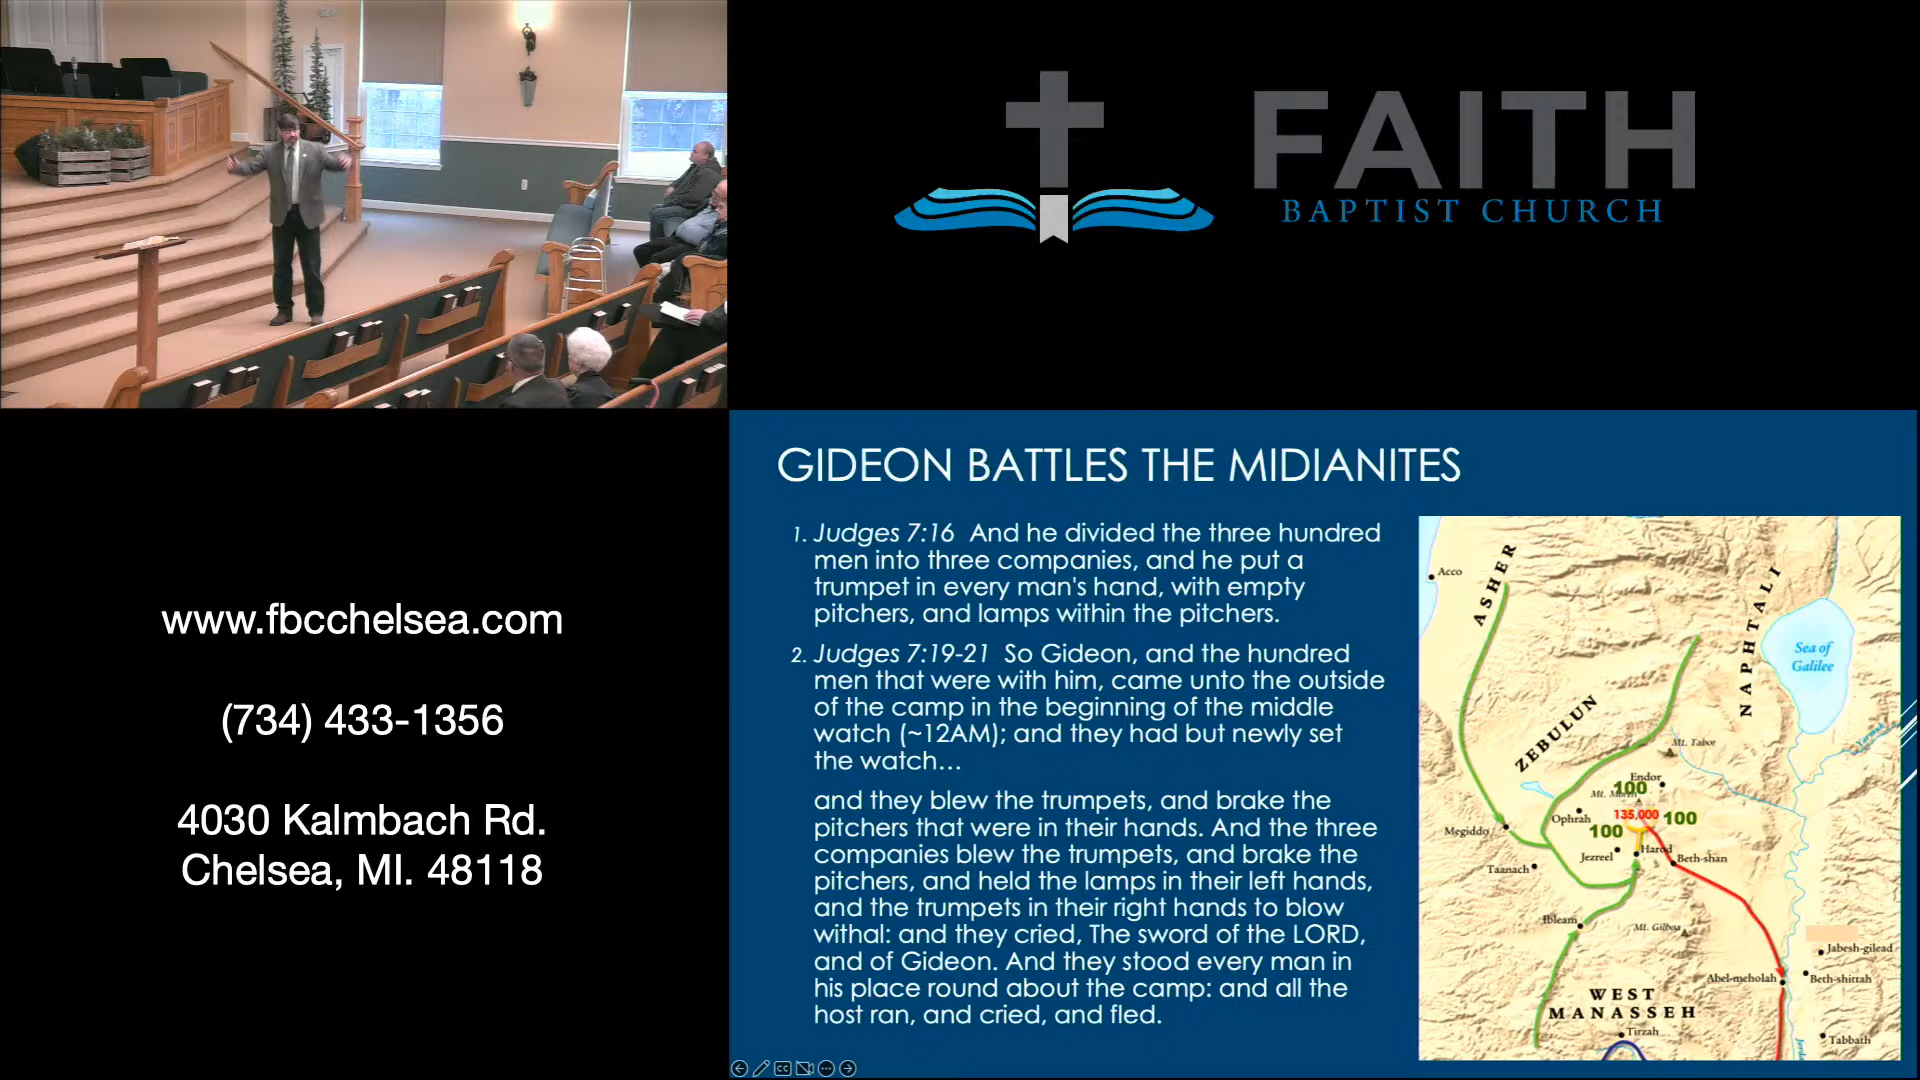 FAITH
BAPTIST CHURCH
www.fbcchelsea.com
(734) 433-1356
4030 Kalmbach Rd.
Chelsea, MI. 48118
GIDEON BATTLES THE MIDIANITES
1. Judges 7:16 And he divided the three hundred
men into three companies, and he put a
trumpet in every man's hand, with empty
pitchers, and lamps within the pitchers.
2. Judges 7:19-21 So Gideon, and the hundred
men that were with him, came unto the outside
of the camp in the beginning of the middle
watch (~12AM); and they had but newly set
the watch…
and they blew the trumpets, and brake the
pitchers that were in their hands. And the three
companies blew the trumpets, and brake the
pitchers, and held the lamps in their left hands,
and the trumpets in their right hands to blow
withal: and they cried, The sword of the LORD,
and of Gideon. And they stood every man in
his place round about the camp: and all the
host ran, and cried, and fled.
Acco
ASHER
NAPHTALI
Sea of
Galilee
ZEBULUN
Mt. Tabor
Endor
100
Mt.
Ophrah
135,000
100
100
Megiddo
Harod
Jezreel
Beth-shan
Taanach
Ibleam
Mt. Gilboa
Jabesh-gilead
Abel-meholah
Beth-shittah
WEST
MANASSEH
Tirzah
Tabbath
CC